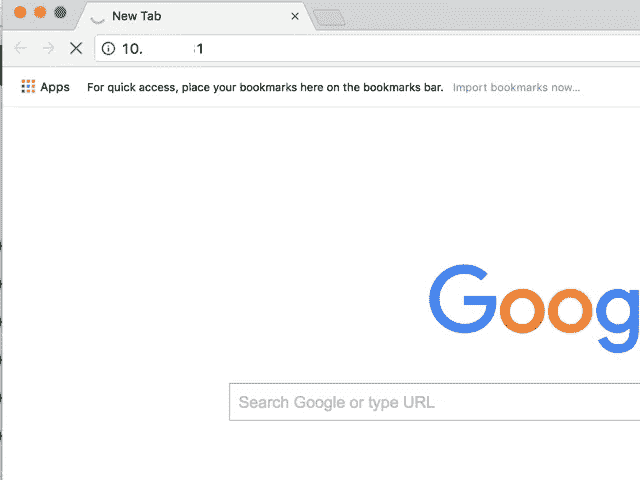 New Tab
10. 1
Apps For quick access, place your bookmarks here on the bookmarks bar. Import bookmarks now...
Goog
Search Google or type URL